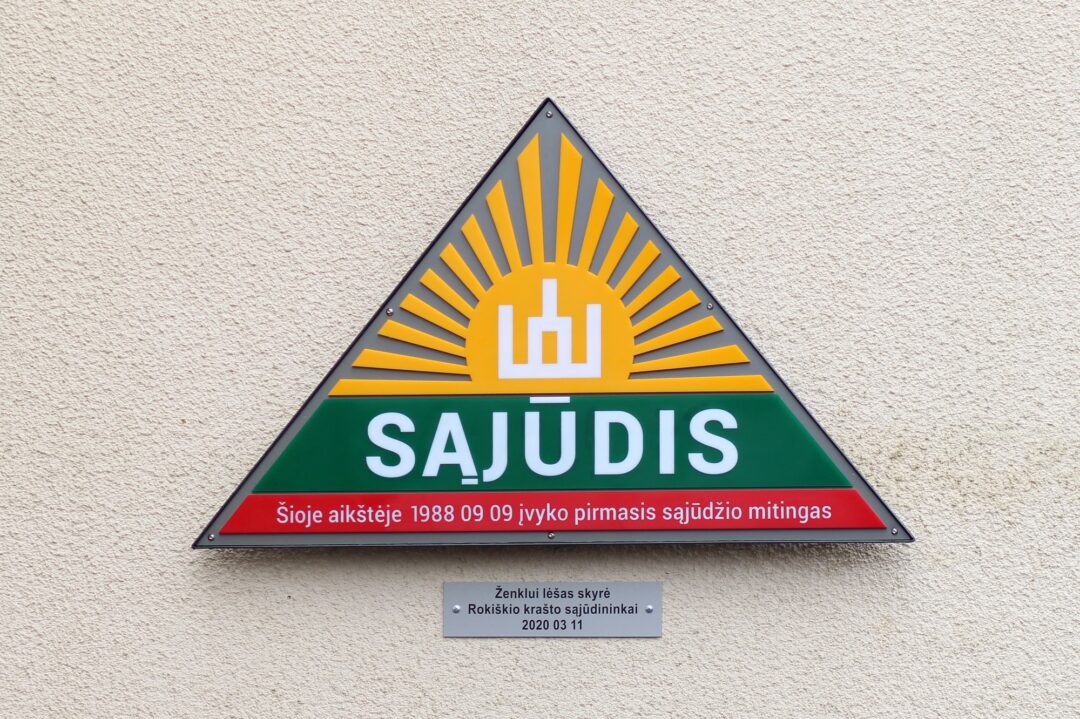 SĄJŪDIS
Šioje aikštėje 1988 09 09 įvyko pirmasis sąjūdžio mitingas
Ženklui lėšas skyrė
Rokiškio krašto sąjūdininkai
2020 03 11